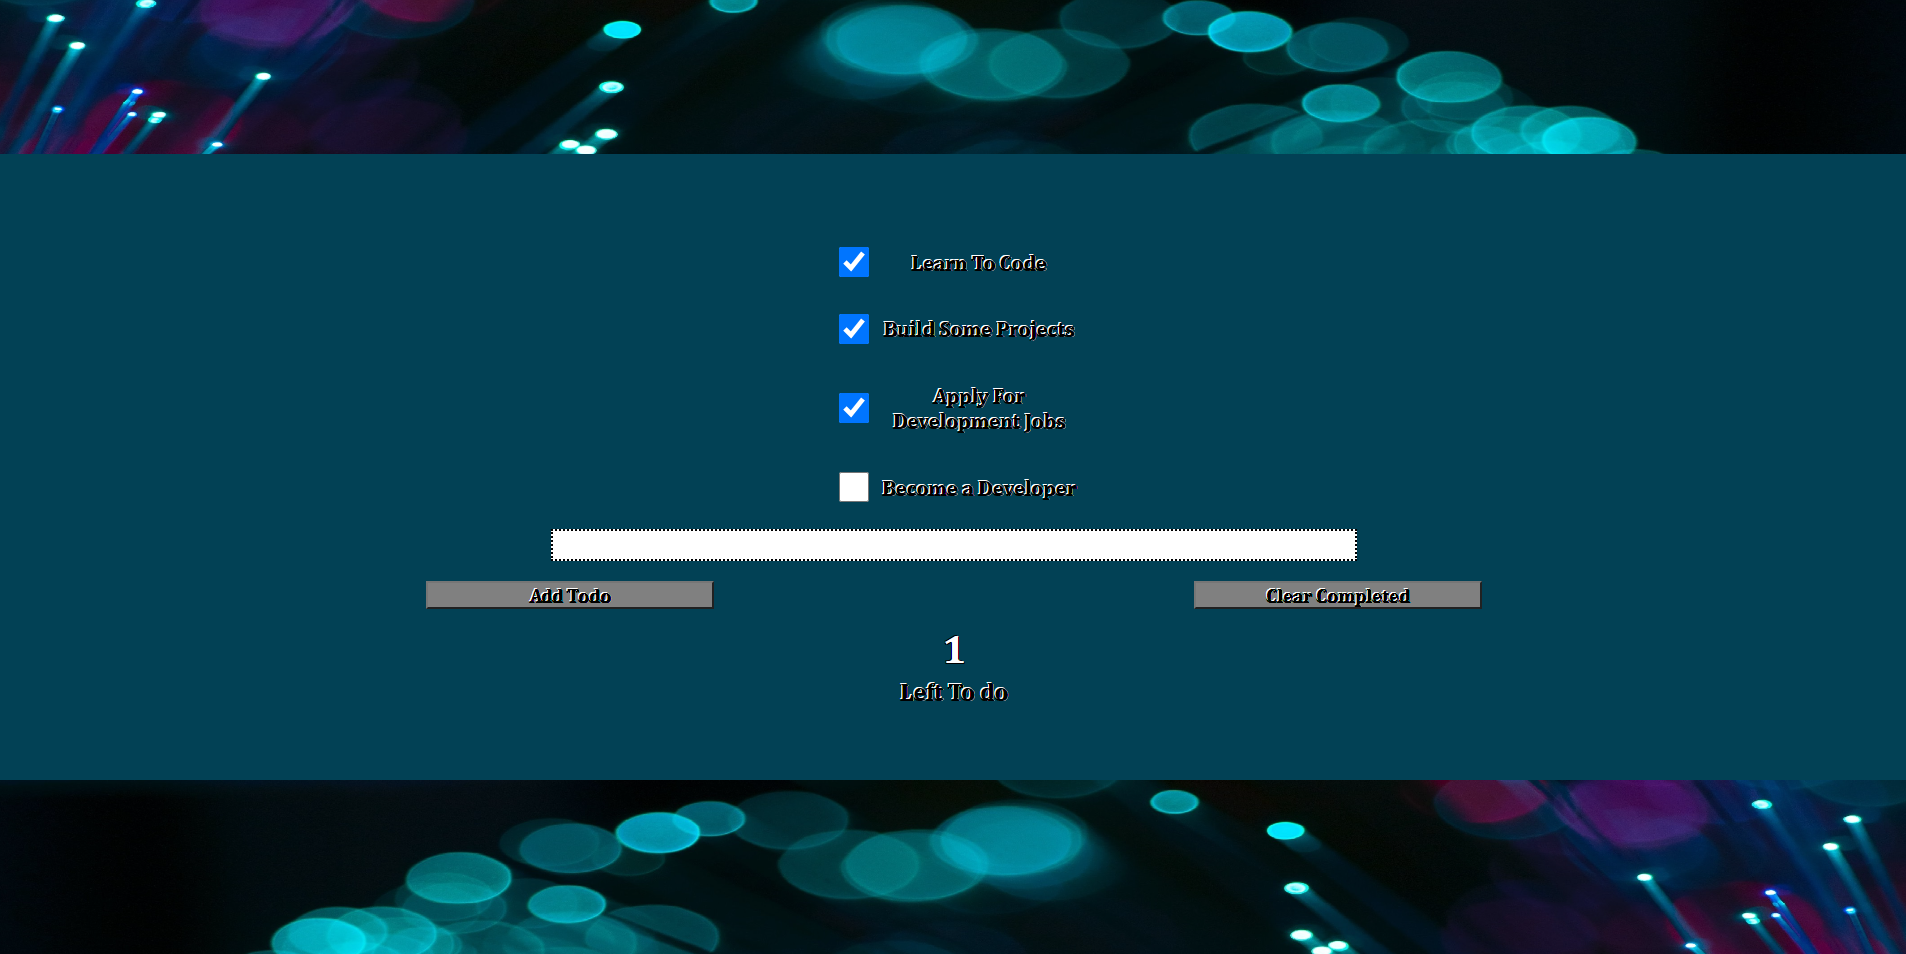 Learn To Code
Build Some Projects
Apply For
Development Jobs
Become a Developer
Add Todo
Clear Completed
1
Left To do